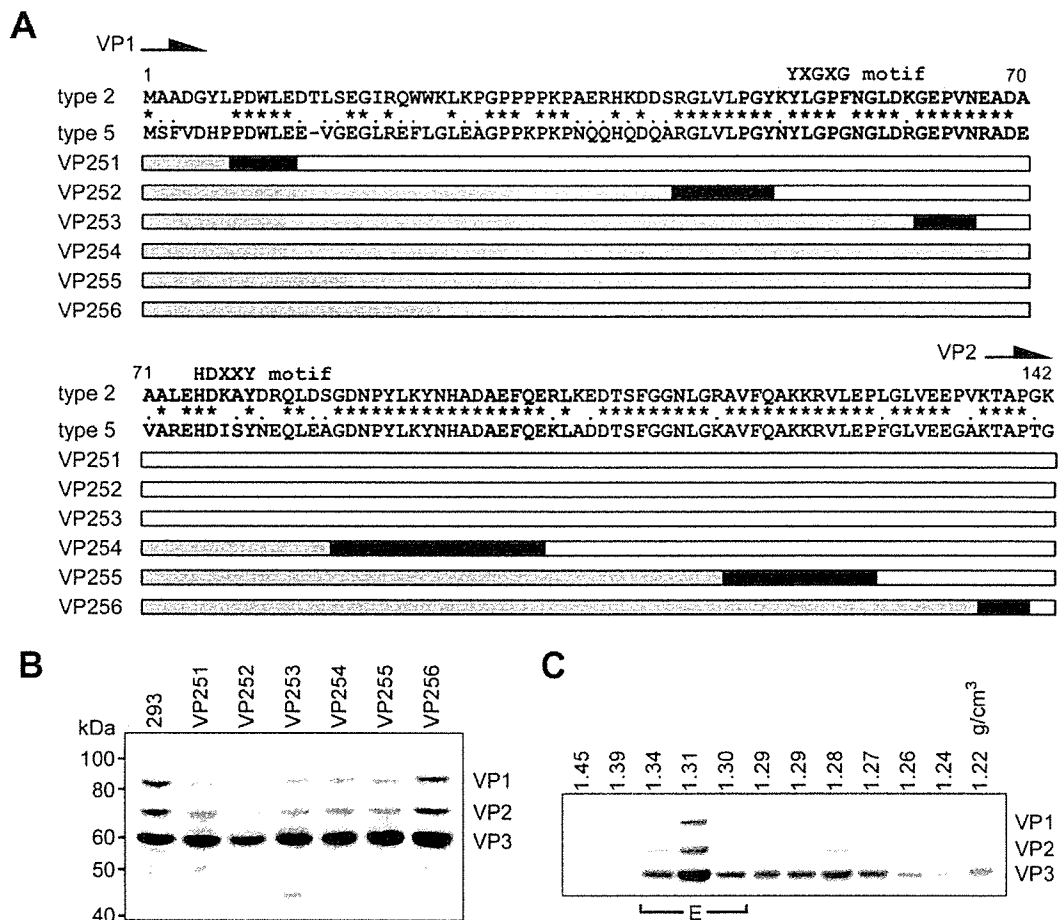 A
VP1
1 YXGXG motif 70
type 2 MAADGYLPDWLEDTLSEGIRQWWKLKPGPPPPKPAERHKDDSRGLVLPGYKYLGPFNGLDKGEPVNEADA
type 5 MSFVDHPPDWLEE-VGEGLREFLGLEAGPPKPKPNQQHQDQARGLVLPGYNYLGPGNGLDRGEPVNRADE
VP251
VP252
VP253
VP254
VP255
VP256
VP2
71 HDXXY motif 142
type 2 AALEHDKAYDRQLDSGDNPYLKYNHADAEFQERLKEDTSFGGNLGRAVFQAKKRVLEPLGLVEEPVKTAPGK
type 5 VAREHDISYNEQLEAGDNPYLKYNHADAEFQEKLADDTSFGGNLGKAVFQAKKRVLEPFGLVEEGAKTAPTG
VP251
VP252
VP253
VP254
VP255
VP256
B
293 VP251 VP252 VP253 VP254 VP255 VP256
kDa
100
80
60
50
40
VP1
VP2
VP3
C
1.45 1.39 1.34 1.31 1.30 1.29 1.29 1.28 1.27 1.26 1.24 1.22 g/cm³
VP1
VP2
VP3
E